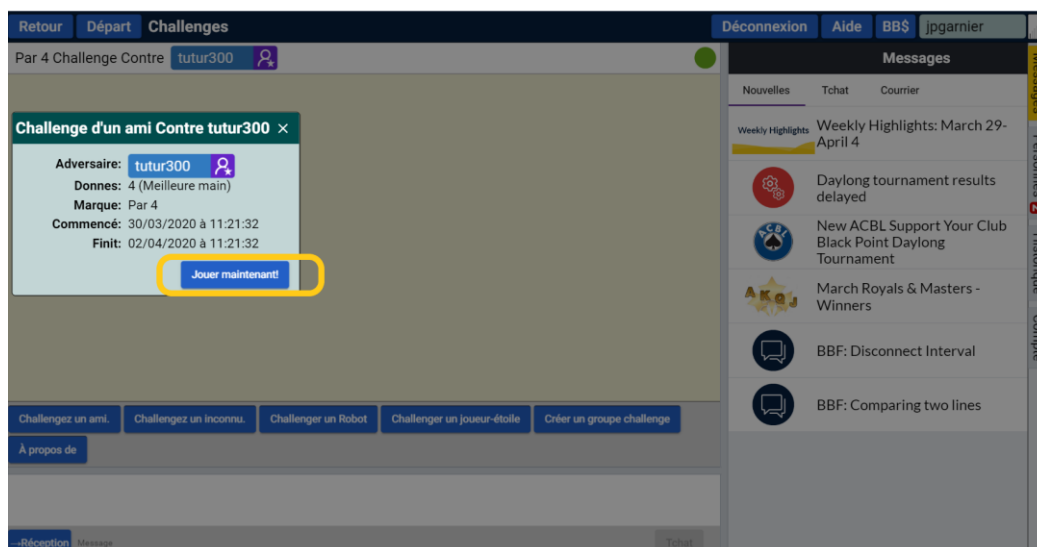 Retour Départ Challenges Déconnexion Aide BB$ jpgarnier
Par 4 Challenge Contre tutur300
Challenge d'un ami Contre tutur300 ×
Adversaire: tutur300
Donnes: 4 (Meilleure main)
Marque: Par 4
Commencé: 30/03/2020 à 11:21:32
Finit: 02/04/2020 à 11:21:32
Jouer maintenant!
Challengez un ami. Challengez un inconnu. Challenger un Robot Challenger un joueur-étoile Créer un groupe challenge
À propos de
→Réception Message Tchat
Messages
Nouvelles Tchat Courrier
Weekly Highlights Weekly Highlights: March 29-
April 4
Daylong tournament results
delayed
ACBL
New ACBL Support Your Club
Black Point Daylong
Tournament
AKQJ
March Royals & Masters -
Winners
BBF: Disconnect Interval
BBF: Comparing two lines
Messages
Personnes 2
Historique
Compte